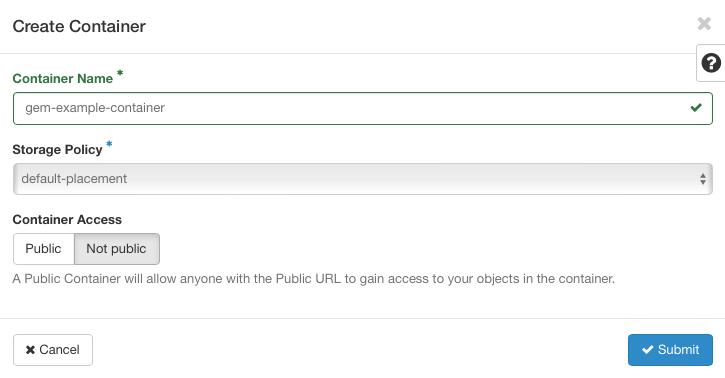 Create Container
Container Name *
gem-example-container
Storage Policy *
default-placement
Container Access
Public Not public
A Public Container will allow anyone with the Public URL to gain access to your objects in the container.
Cancel Submit